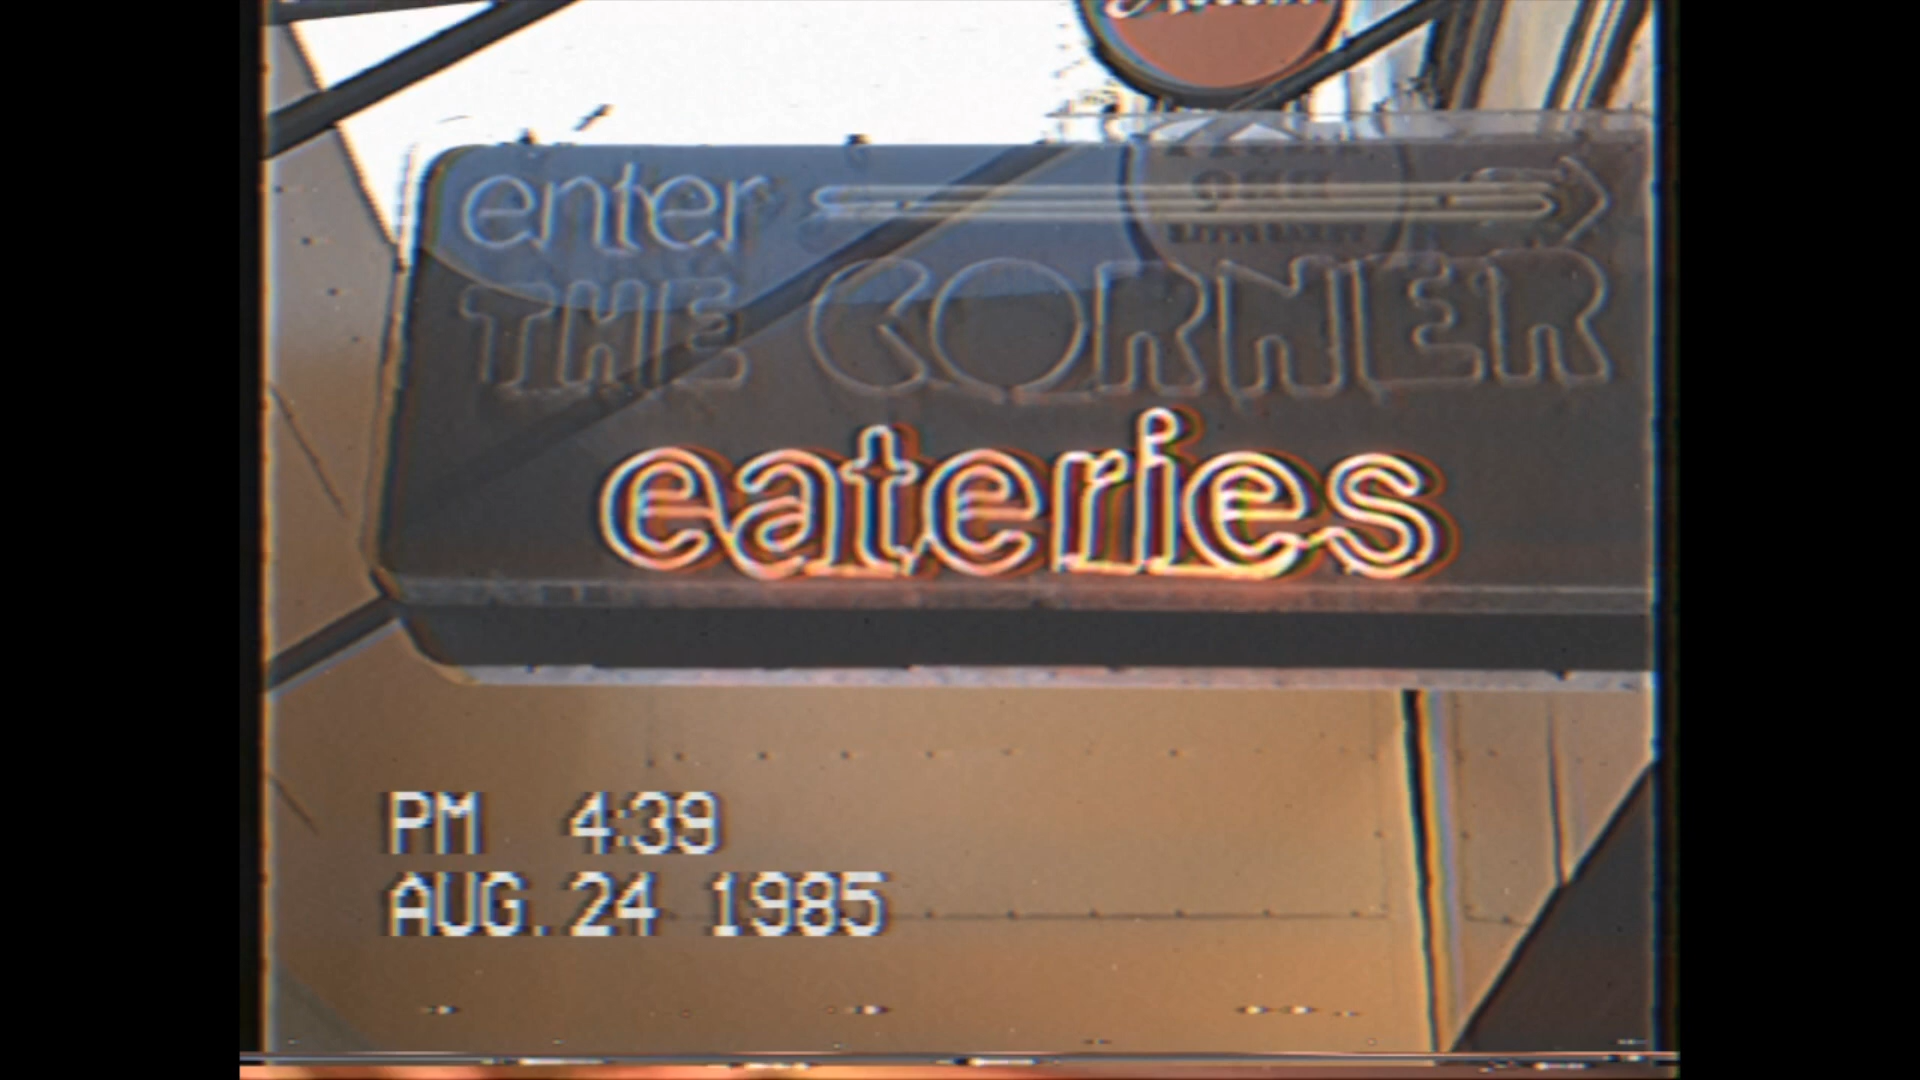 enter
THE CORNER
eateries
PM 4:39
AUG. 24 1985